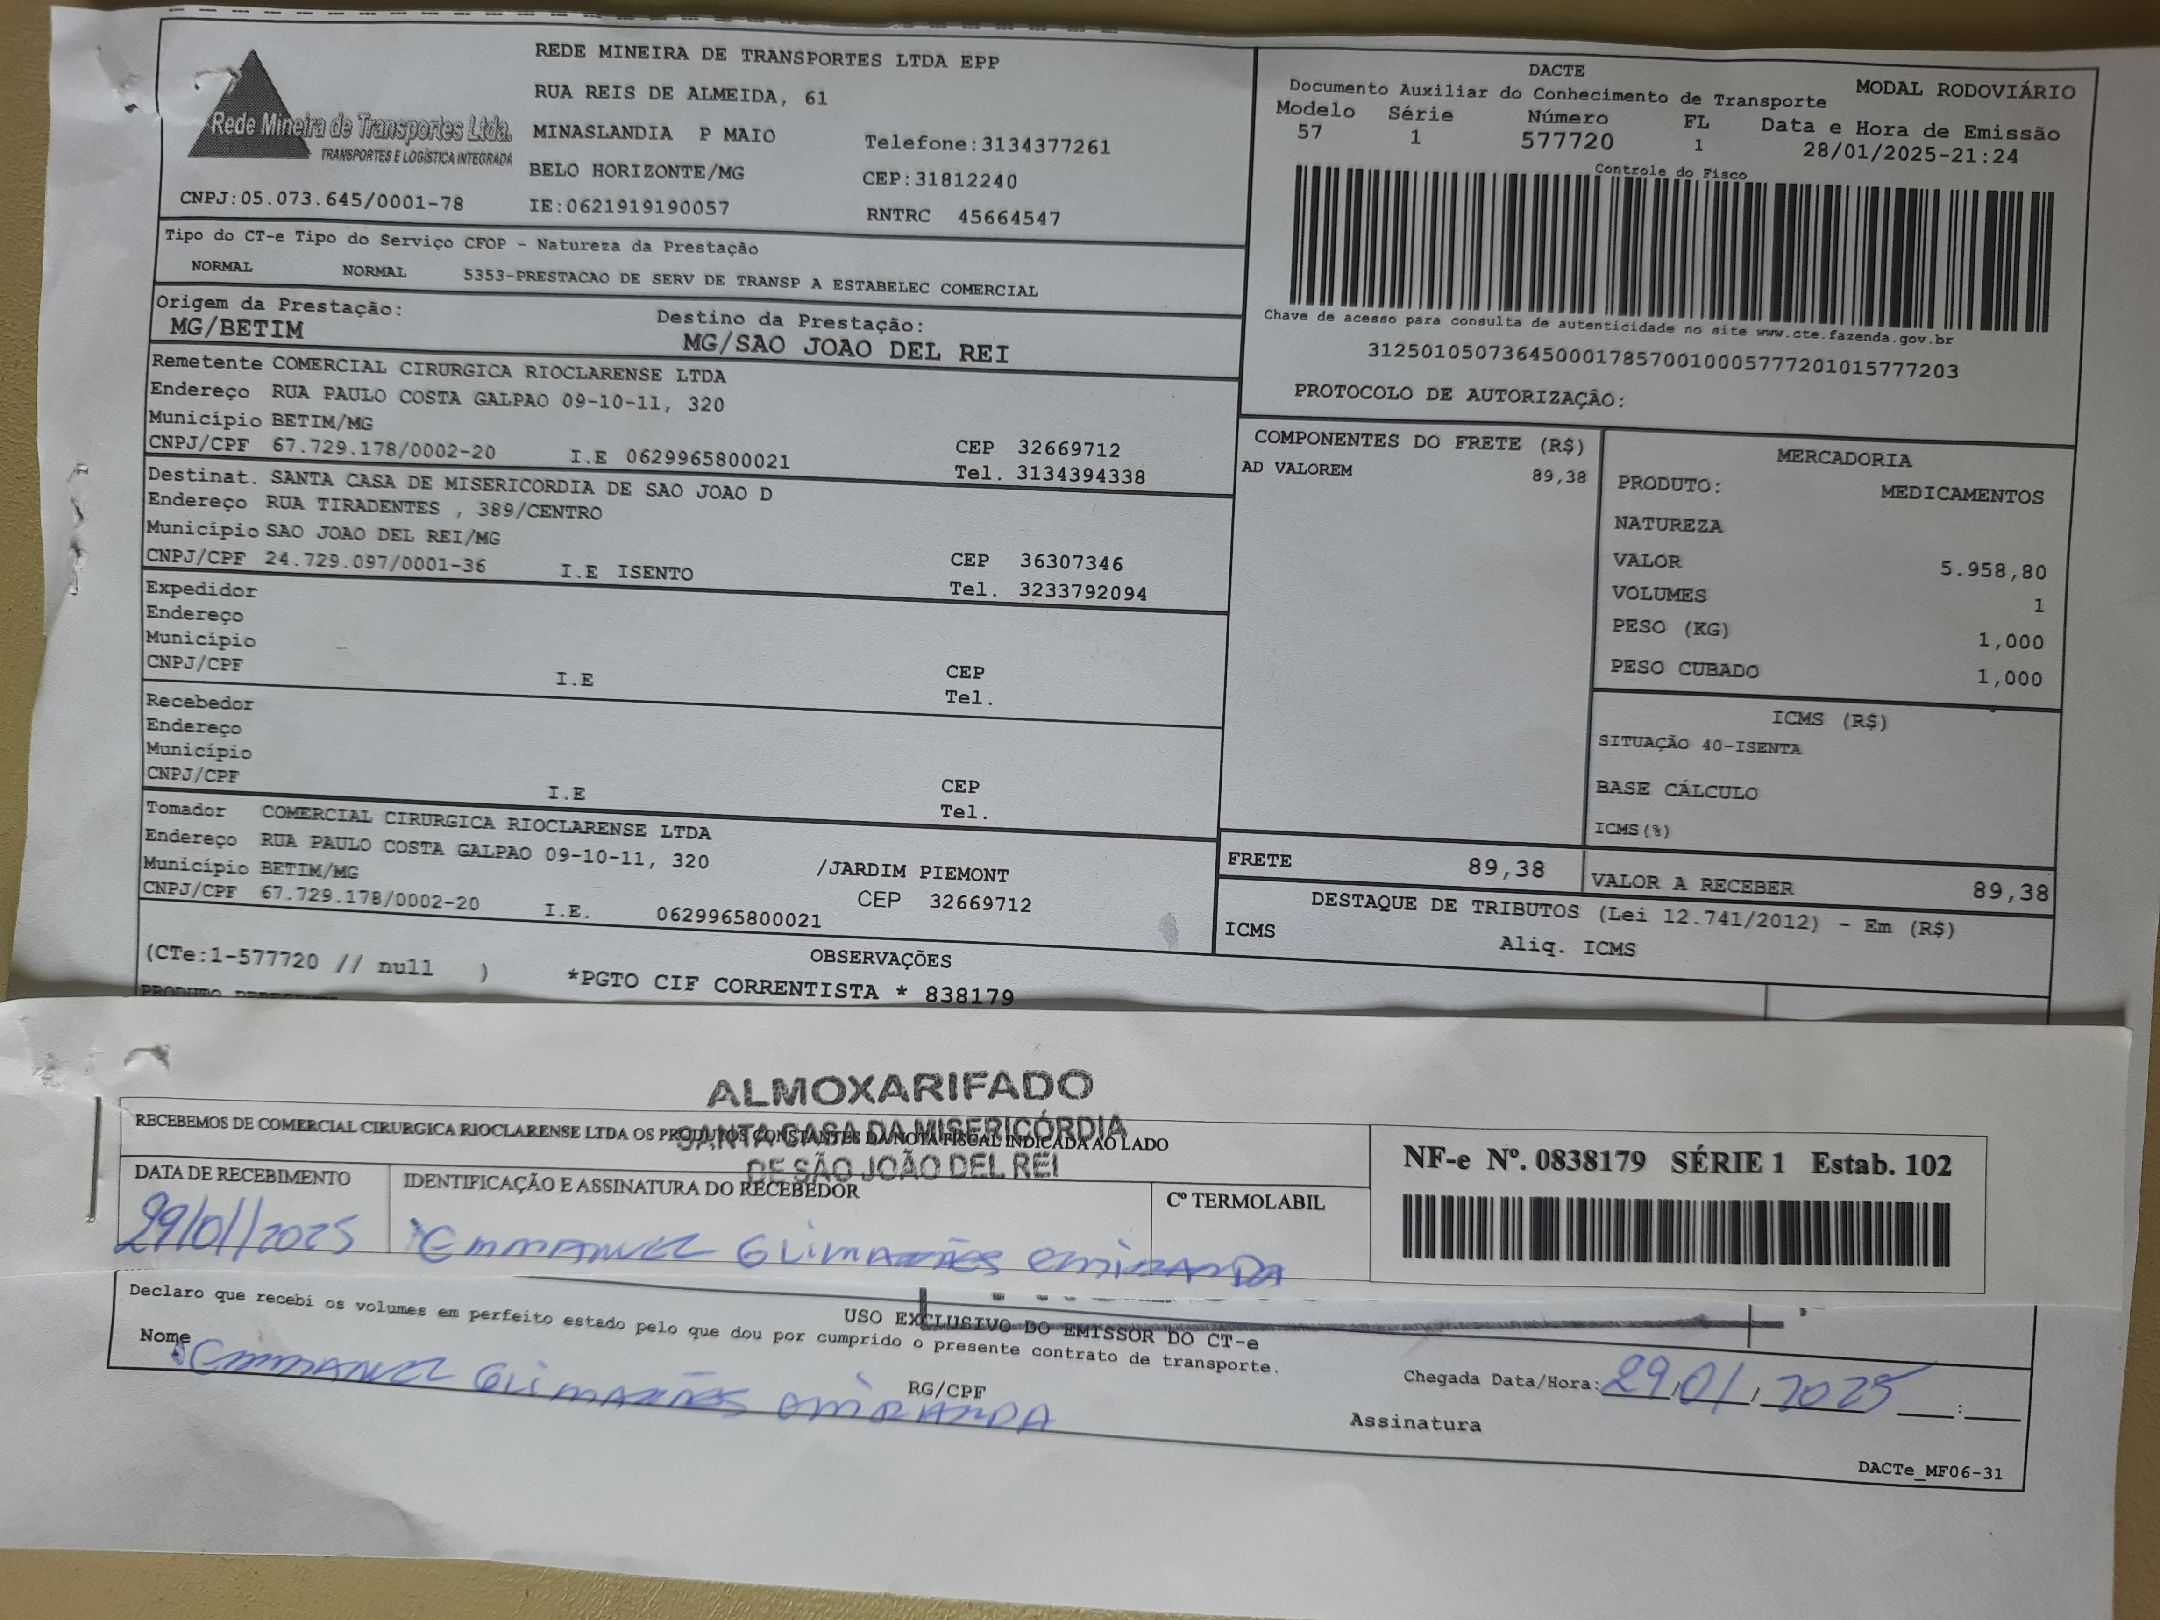 REDE MINEIRA DE TRANSPORTES LTDA EPP
RUA REIS DE ALMEIDA, 61
Rede Mineira de Transportes Ltda.
TRANSPORTES E LOGÍSTICA INTEGRADA
MINASLANDIA P MAIO Telefone:3134377261
BELO HORIZONTE/MG CEP:31812240
CNPJ:05.073.645/0001-78 IE:0621919190057 RNTRC 45664547
DACTE MODAL RODOVIÁRIO
Documento Auxiliar do Conhecimento de Transporte
Modelo Série Número FL Data e Hora de Emissão
57 1 577720 1 28/01/2025-21:24
Controle do Fisco
Chave de acesso para consulta de autenticidade no site www.cte.fazenda.gov.br
31250105073645000178570010005777201015777203
PROTOCOLO DE AUTORIZAÇÃO:
Tipo do CT-e Tipo do Serviço CFOP - Natureza da Prestação
NORMAL NORMAL 5353-PRESTACAO DE SERV DE TRANSP A ESTABELEC COMERCIAL
Origem da Prestação: Destino da Prestação:
MG/BETIM MG/SAO JOAO DEL REI
Remetente COMERCIAL CIRURGICA RIOCLARENSE LTDA
Endereço RUA PAULO COSTA GALPAO 09-10-11, 320
Município BETIM/MG CEP 32669712
CNPJ/CPF 67.729.178/0002-20 I.E 0629965800021 Tel. 3134394338
Destinat. SANTA CASA DE MISERICORDIA DE SAO JOAO D
Endereço RUA TIRADENTES , 389/CENTRO
Município SAO JOAO DEL REI/MG CEP 36307346
CNPJ/CPF 24.729.097/0001-36 I.E ISENTO Tel. 3233792094
Expedidor
Endereço
Município CEP
CNPJ/CPF I.E Tel.
Recebedor
Endereço
Município CEP
CNPJ/CPF I.E Tel.
Tomador COMERCIAL CIRURGICA RIOCLARENSE LTDA
Endereço RUA PAULO COSTA GALPAO 09-10-11, 320 /JARDIM PIEMONT
Município BETIM/MG CEP 32669712
CNPJ/CPF 67.729.178/0002-20 I.E. 0629965800021
COMPONENTES DO FRETE (R$)
AD VALOREM 89,38
MERCADORIA
PRODUTO: MEDICAMENTOS
NATUREZA
VALOR 5.958,80
VOLUMES 1
PESO (KG) 1,000
PESO CUBADO 1,000
ICMS (R$)
SITUAÇÃO 40-ISENTA
BASE CÁLCULO
ICMS(%)
FRETE 89,38 VALOR A RECEBER 89,38
DESTAQUE DE TRIBUTOS (Lei 12.741/2012) - Em (R$)
ICMS Aliq. ICMS
OBSERVAÇÕES
(CTe:1-577720 // null ) *PGTO CIF CORRENTISTA * 838179
ALMOXARIFADO
SANTA CASA DA MISERICÓRDIA
DE SÃO JOÃO DEL REI
RECEBEMOS DE COMERCIAL CIRURGICA RIOCLARENSE LTDA OS PRODUTOS CONSTANTES DA NOTA FISCAL INDICADA AO LADO
DATA DE RECEBIMENTO IDENTIFICAÇÃO E ASSINATURA DO RECEBEDOR Cº TERMOLABIL
29/01/2025 EMMANUEL GUIMARÃES MIRANDA
NF-e Nº. 0838179 SÉRIE 1 Estab. 102
USO EXCLUSIVO DO EMISSOR DO CT-e
Declaro que recebi os volumes em perfeito estado pelo que dou por cumprido o presente contrato de transporte.
Nome EMMANUEL GUIMARÃES MIRANDA
RG/CPF
Chegada Data/Hora: 29/01/2025 :
Assinatura
DACTe_MF06-31